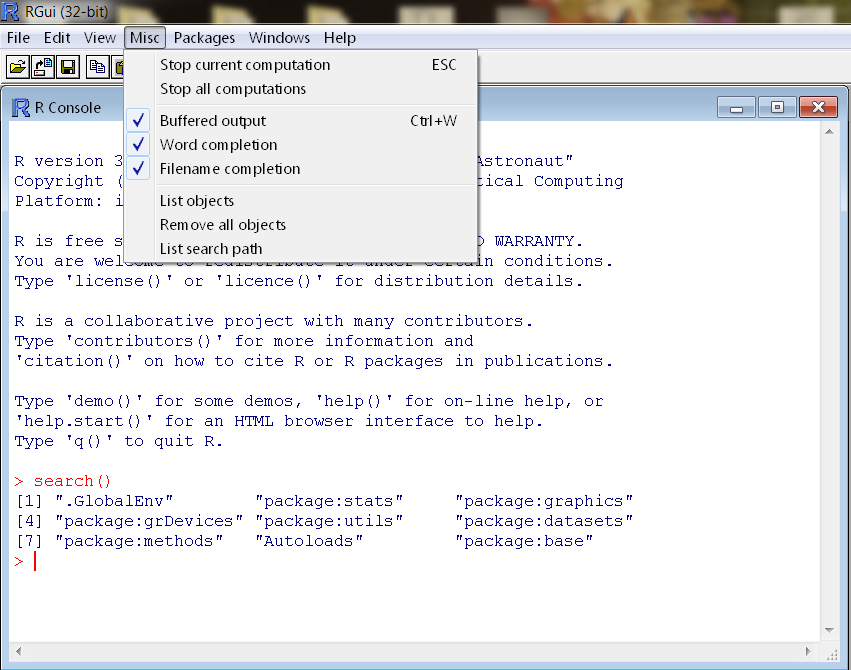 RGui (32-bit)
File Edit View Misc Packages Windows Help
Stop current computation ESC
Stop all computations
Buffered output Ctrl+W
Word completion
Filename completion
List objects
Remove all objects
List search path
R Console
R version 3 Astronaut"
Copyright ( tical Computing
Platform: i
R is free s WARRANTY.
You are welcome to redistribute it under certain conditions.
Type 'license()' or 'licence()' for distribution details.
R is a collaborative project with many contributors.
Type 'contributors()' for more information and
'citation()' on how to cite R or R packages in publications.
Type 'demo()' for some demos, 'help()' for on-line help, or
'help.start()' for an HTML browser interface to help.
Type 'q()' to quit R.
> search()
[1] ".GlobalEnv" "package:stats" "package:graphics"
[4] "package:grDevices" "package:utils" "package:datasets"
[7] "package:methods" "Autoloads" "package:base"
>